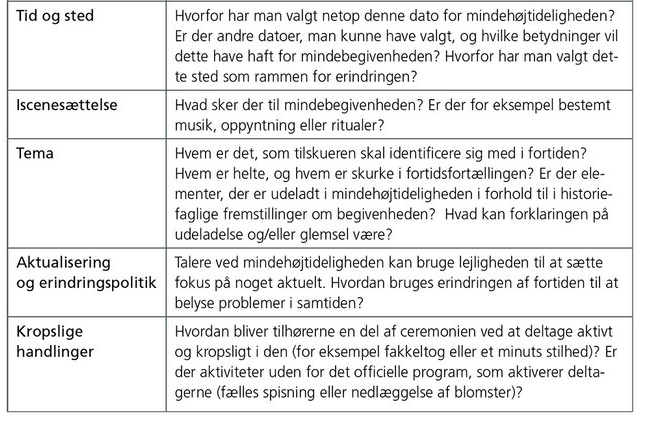 Tid og sted
Hvorfor har man valgt netop denne dato for mindehøjtideligheden?
Er der andre datoer, man kunne have valgt, og hvilke betydninger vil
dette have haft for mindebegivenheden? Hvorfor har man valgt det-
te sted som rammen for erindringen?
Iscenesættelse
Hvad sker der til mindebegivenheden? Er der for eksempel bestemt
musik, oppyntning eller ritualer?
Tema
Hvem er det, som tilskueren skal identificere sig med i fortiden?
Hvem er helte, og hvem er skurke i fortidsfortællingen? Er der ele-
menter, der er udeladt i mindehøjtideligheden i forhold til i historie-
faglige fremstillinger om begivenheden? Hvad kan forklaringen på
udeladelse og/eller glemsel være?
Aktualisering
og erindringspolitik
Talere ved mindehøjtideligheden kan bruge lejligheden til at sætte
fokus på noget aktuelt. Hvordan bruges erindringen af fortiden til at
belyse problemer i samtiden?
Kropslige
handlinger
Hvordan bliver tilhørerne en del af ceremonien ved at deltage aktivt
og kropsligt i den (for eksempel fakkeltog eller et minuts stilhed)? Er
der aktiviteter uden for det officielle program, som aktiverer delta-
gerne (fælles spisning eller nedlæggelse af blomster)?